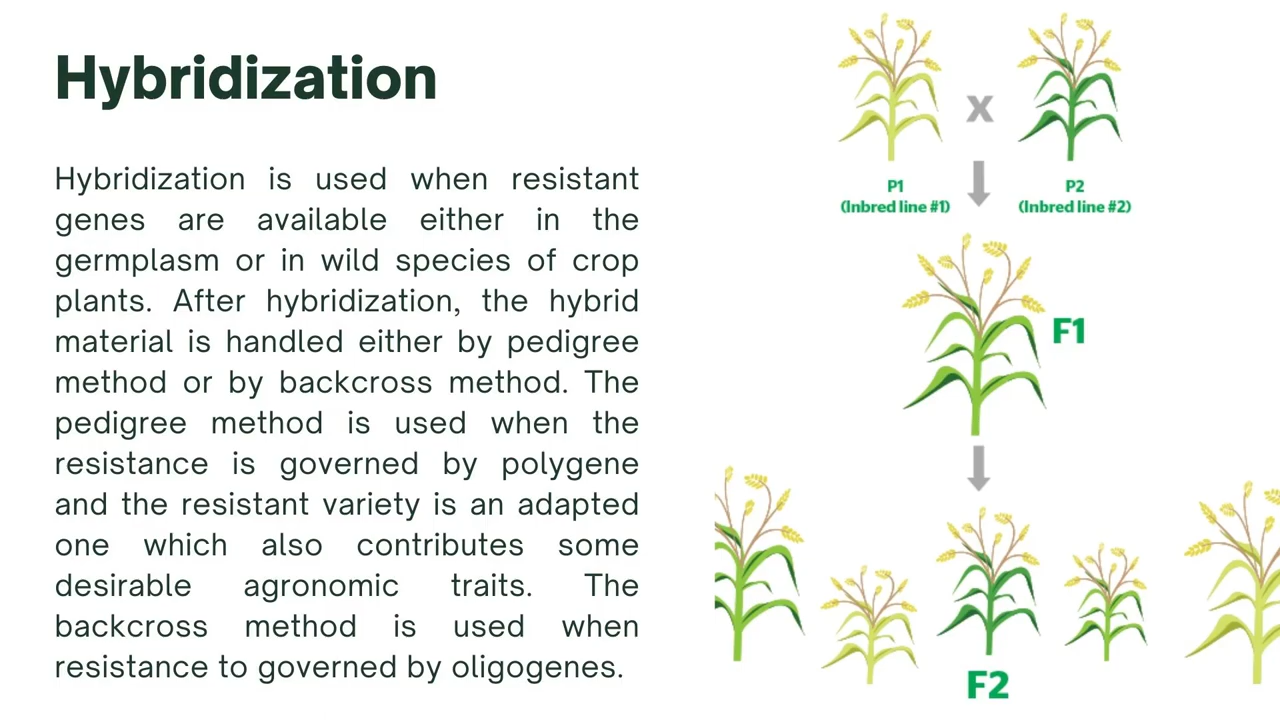 Hybridization
Hybridization is used when resistant
genes are available either in the
germplasm or in wild species of crop
plants. After hybridization, the hybrid
material is handled either by pedigree
method or by backcross method. The
pedigree method is used when the
resistance is governed by polygene
and the resistant variety is an adapted
one which also contributes some
desirable agronomic traits. The
backcross method is used when
resistance to governed by oligogenes.
X
P1
(Inbred line #1)
P2
(Inbred line #2)
F1
F2